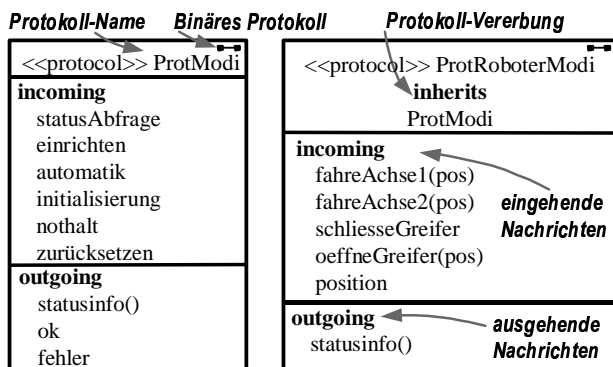 Protokoll-Name
Binäres Protokoll
Protokoll-Vererbung
<<protocol>> ProtModi
incoming
statusAbfrage
einrichten
automatik
initialisierung
nothalt
zurücksetzen
outgoing
statusinfo()
ok
fehler
<<protocol>> ProtRoboterModi
inherits
ProtModi
incoming
fahreAchse1(pos)
fahreAchse2(pos)
schliesseGreifer
oeffneGreifer(pos)
position
eingehende
Nachrichten
outgoing
statusinfo()
ausgehende
Nachrichten